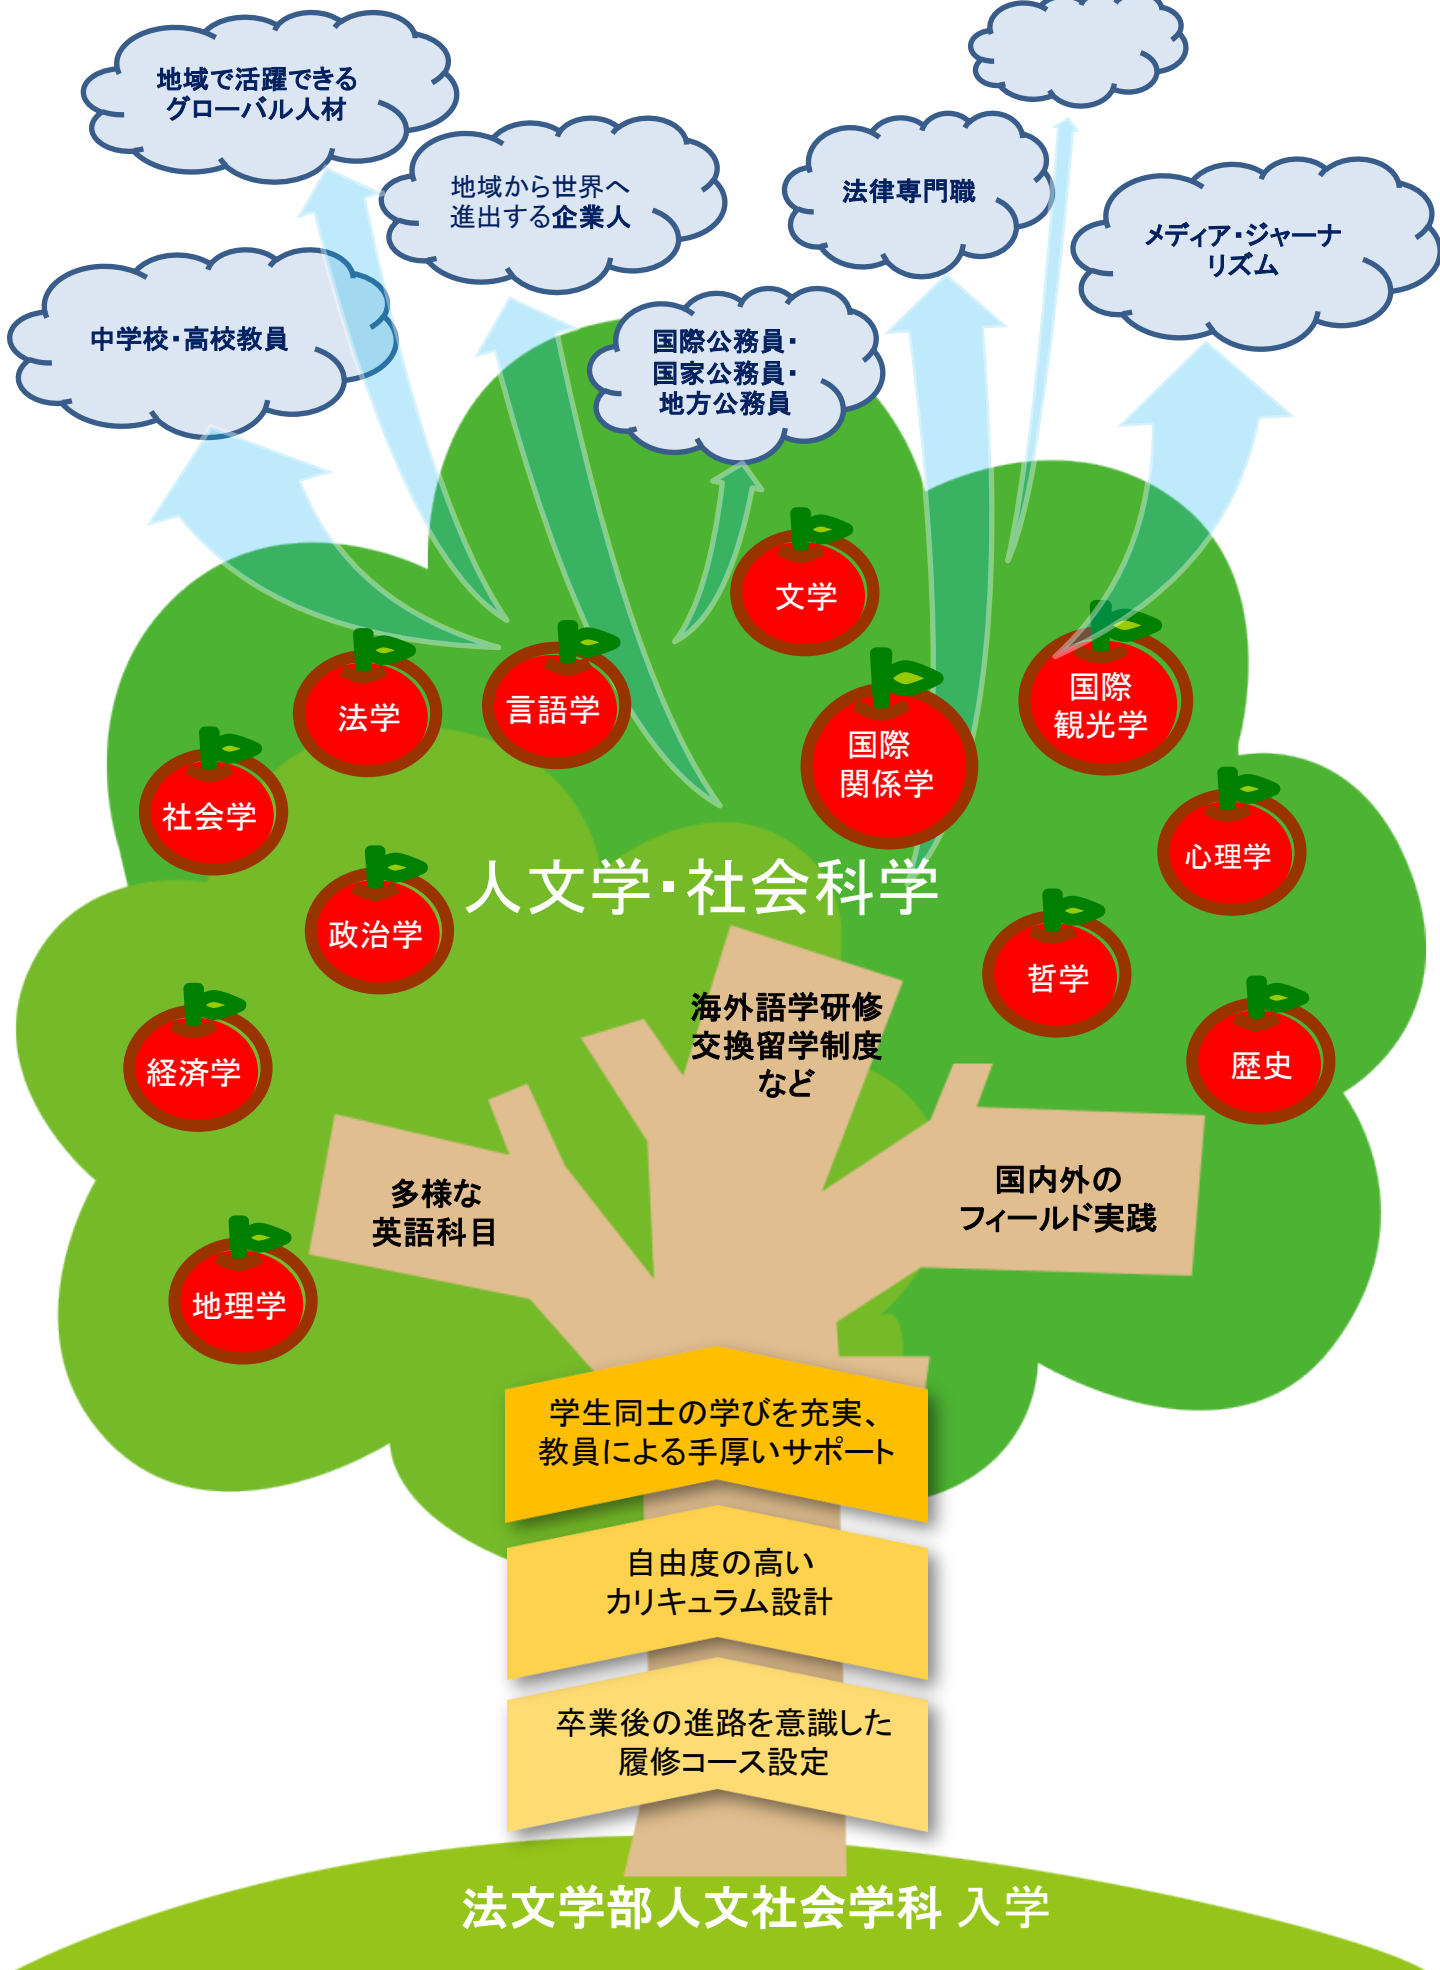 地域で活躍できる
グローバル人材
地域から世界へ
進出する企業人
法律専門職
メディア・ジャーナ
リズム
中学校・高校教員
国際公務員・
国家公務員・
地方公務員
文学
法学
言語学
国際
関係学
国際
観光学
社会学
心理学
人文学・社会科学
政治学
哲学
経済学
歴史
海外語学研修
交換留学制度
など
多様な
英語科目
国内外の
フィールド実践
地理学
学生同士の学びを充実、
教員による手厚いサポート
自由度の高い
カリキュラム設計
卒業後の進路を意識した
履修コース設定
法文学部人文社会学科 入学